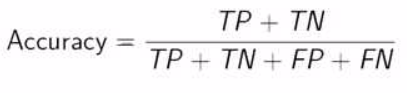 Accuracy = TP + TN / TP + TN + FP + FN